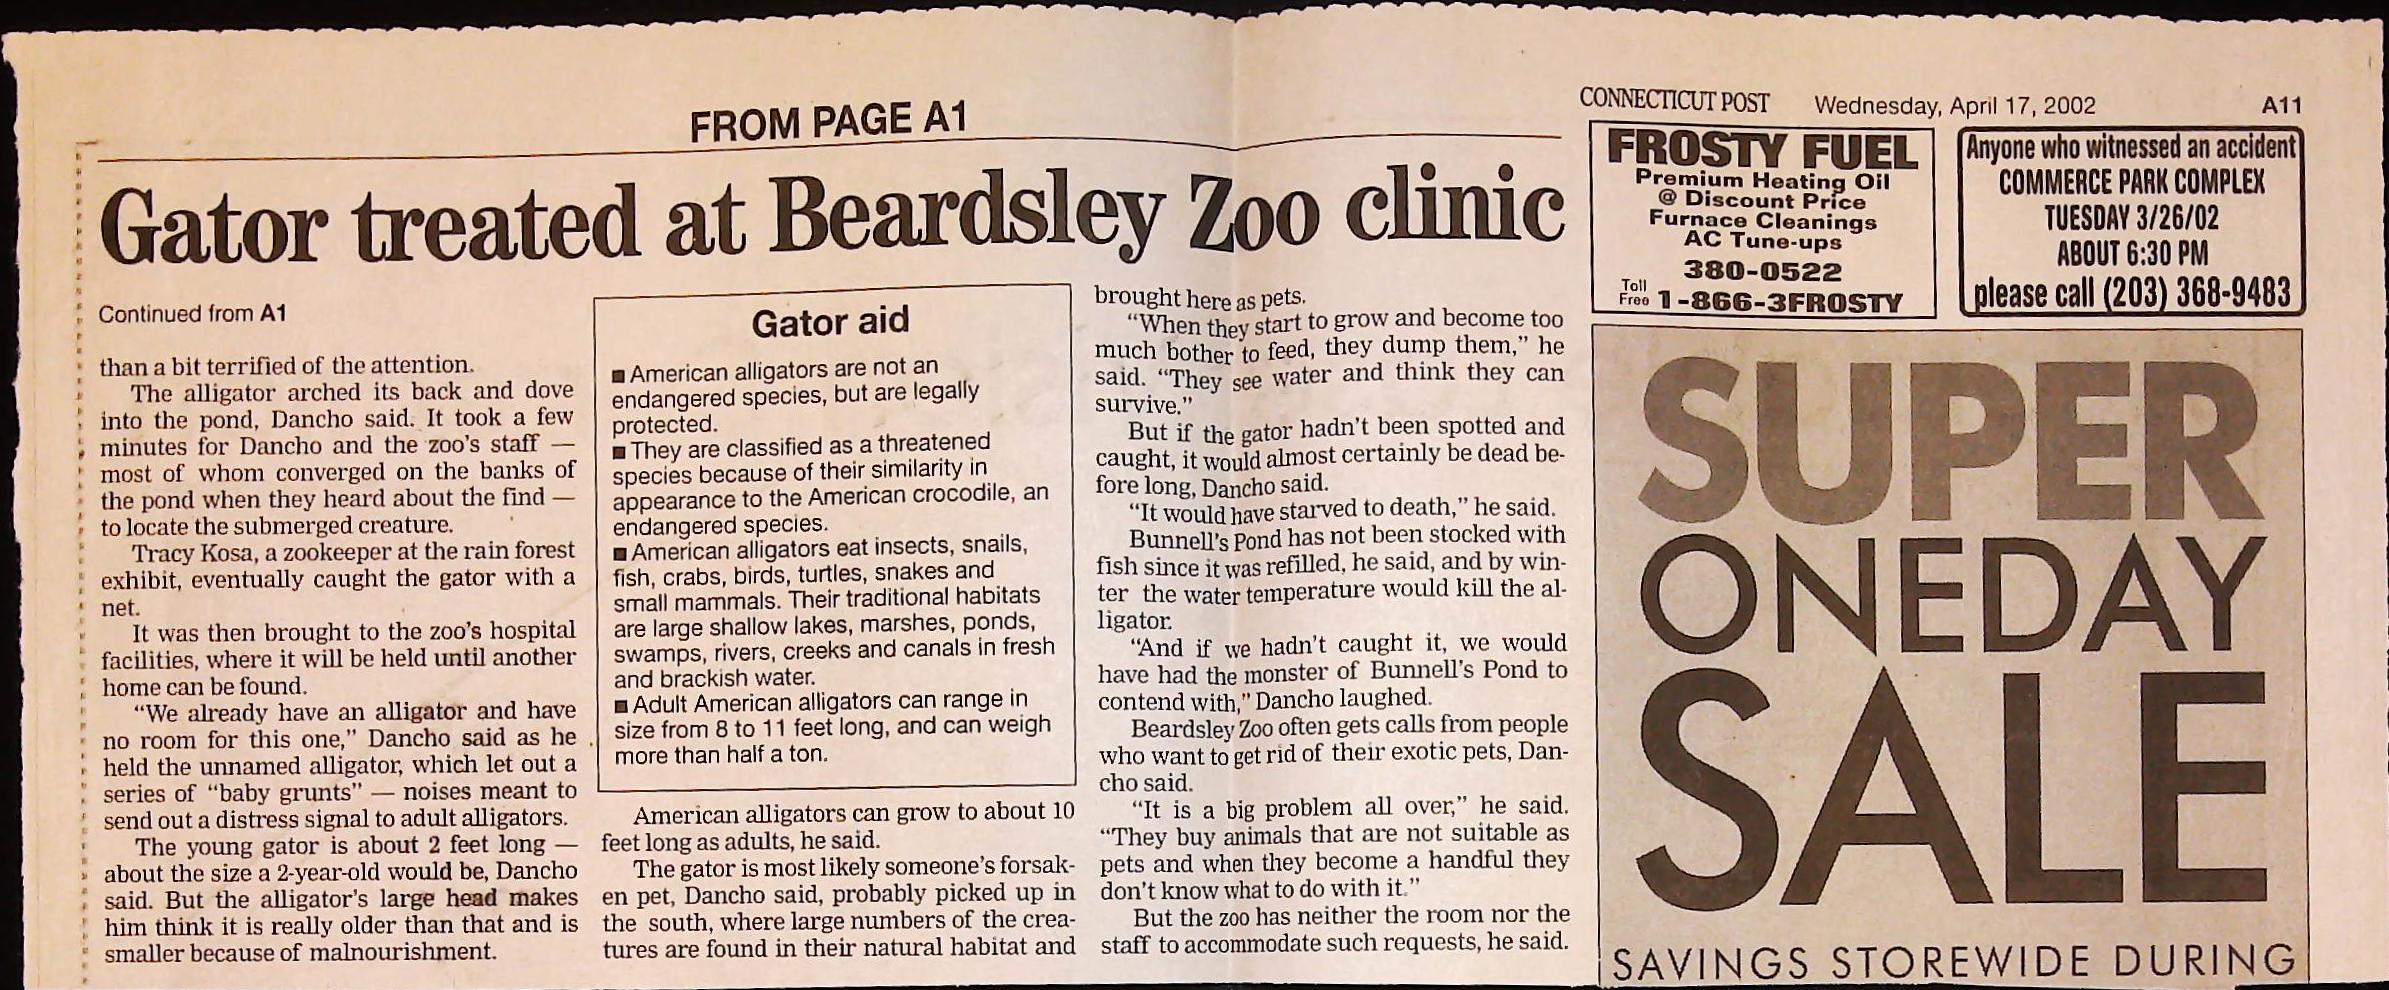 CONNECTICUT POST Wednesday, April 17, 2002 A11
FROM PAGE A1
Gator treated at Beardsley Zoo clinic
Continued from A1
than a bit terrified of the attention.
The alligator arched its back and dove
into the pond, Dancho said. It took a few
minutes for Dancho and the zoo's staff —
most of whom converged on the banks of
the pond when they heard about the find —
to locate the submerged creature.
Tracy Kosa, a zookeeper at the rain forest
exhibit, eventually caught the gator with a
net.
It was then brought to the zoo's hospital
facilities, where it will be held until another
home can be found.
“We already have an alligator and have
no room for this one,” Dancho said as he
held the unnamed alligator, which let out a
series of “baby grunts” — noises meant to
send out a distress signal to adult alligators.
The young gator is about 2 feet long —
about the size a 2-year-old would be, Dancho
said. But the alligator's large head makes
him think it is really older than that and is
smaller because of malnourishment.
Gator aid
■ American alligators are not an
endangered species, but are legally
protected.
■ They are classified as a threatened
species because of their similarity in
appearance to the American crocodile, an
endangered species.
■ American alligators eat insects, snails,
fish, crabs, birds, turtles, snakes and
small mammals. Their traditional habitats
are large shallow lakes, marshes, ponds,
swamps, rivers, creeks and canals in fresh
and brackish water.
■ Adult American alligators can range in
size from 8 to 11 feet long, and can weigh
more than half a ton.
American alligators can grow to about 10
feet long as adults, he said.
The gator is most likely someone's forsak-
en pet, Dancho said, probably picked up in
the south, where large numbers of the crea-
tures are found in their natural habitat and
brought here as pets.
“When they start to grow and become too
much bother to feed, they dump them,” he
said. “They see water and think they can
survive.”
But if the gator hadn't been spotted and
caught, it would almost certainly be dead be-
fore long, Dancho said.
“It would have starved to death,” he said.
Bunnell's Pond has not been stocked with
fish since it was refilled, he said, and by win-
ter the water temperature would kill the al-
ligator.
“And if we hadn't caught it, we would
have had the monster of Bunnell's Pond to
contend with,” Dancho laughed.
Beardsley Zoo often gets calls from people
who want to get rid of their exotic pets, Dan-
cho said.
“It is a big problem all over,” he said.
“They buy animals that are not suitable as
pets and when they become a handful they
don't know what to do with it.”
But the zoo has neither the room nor the
staff to accommodate such requests, he said.
FROSTY FUEL
Premium Heating Oil
@ Discount Price
Furnace Cleanings
AC Tune-ups
380-0522
Toll
Free 1-866-3FROSTY
Anyone who witnessed an accident
COMMERCE PARK COMPLEX
TUESDAY 3/26/02
ABOUT 6:30 PM
please call (203) 368-9483
SUPER
ONEDAY
SALE
SAVINGS STOREWIDE DURING